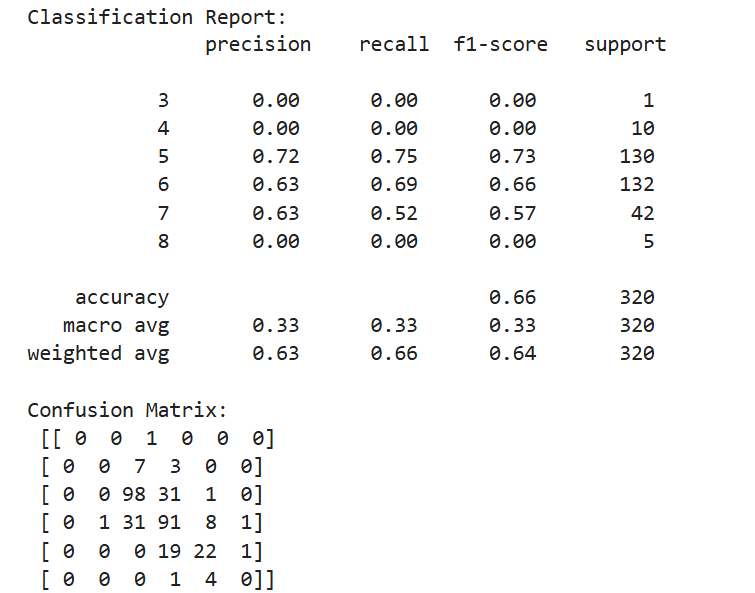 Classification Report:
precision recall f1-score support
3 0.00 0.00 0.00 1
4 0.00 0.00 0.00 10
5 0.72 0.75 0.73 130
6 0.63 0.69 0.66 132
7 0.63 0.52 0.57 42
8 0.00 0.00 0.00 5
accuracy 0.66 320
macro avg 0.33 0.33 0.33 320
weighted avg 0.63 0.66 0.64 320
Confusion Matrix:
[[ 0 0 1 0 0 0]
[ 0 0 7 3 0 0]
[ 0 0 98 31 1 0]
[ 0 1 31 91 8 1]
[ 0 0 0 19 22 1]
[ 0 0 0 1 4 0]]